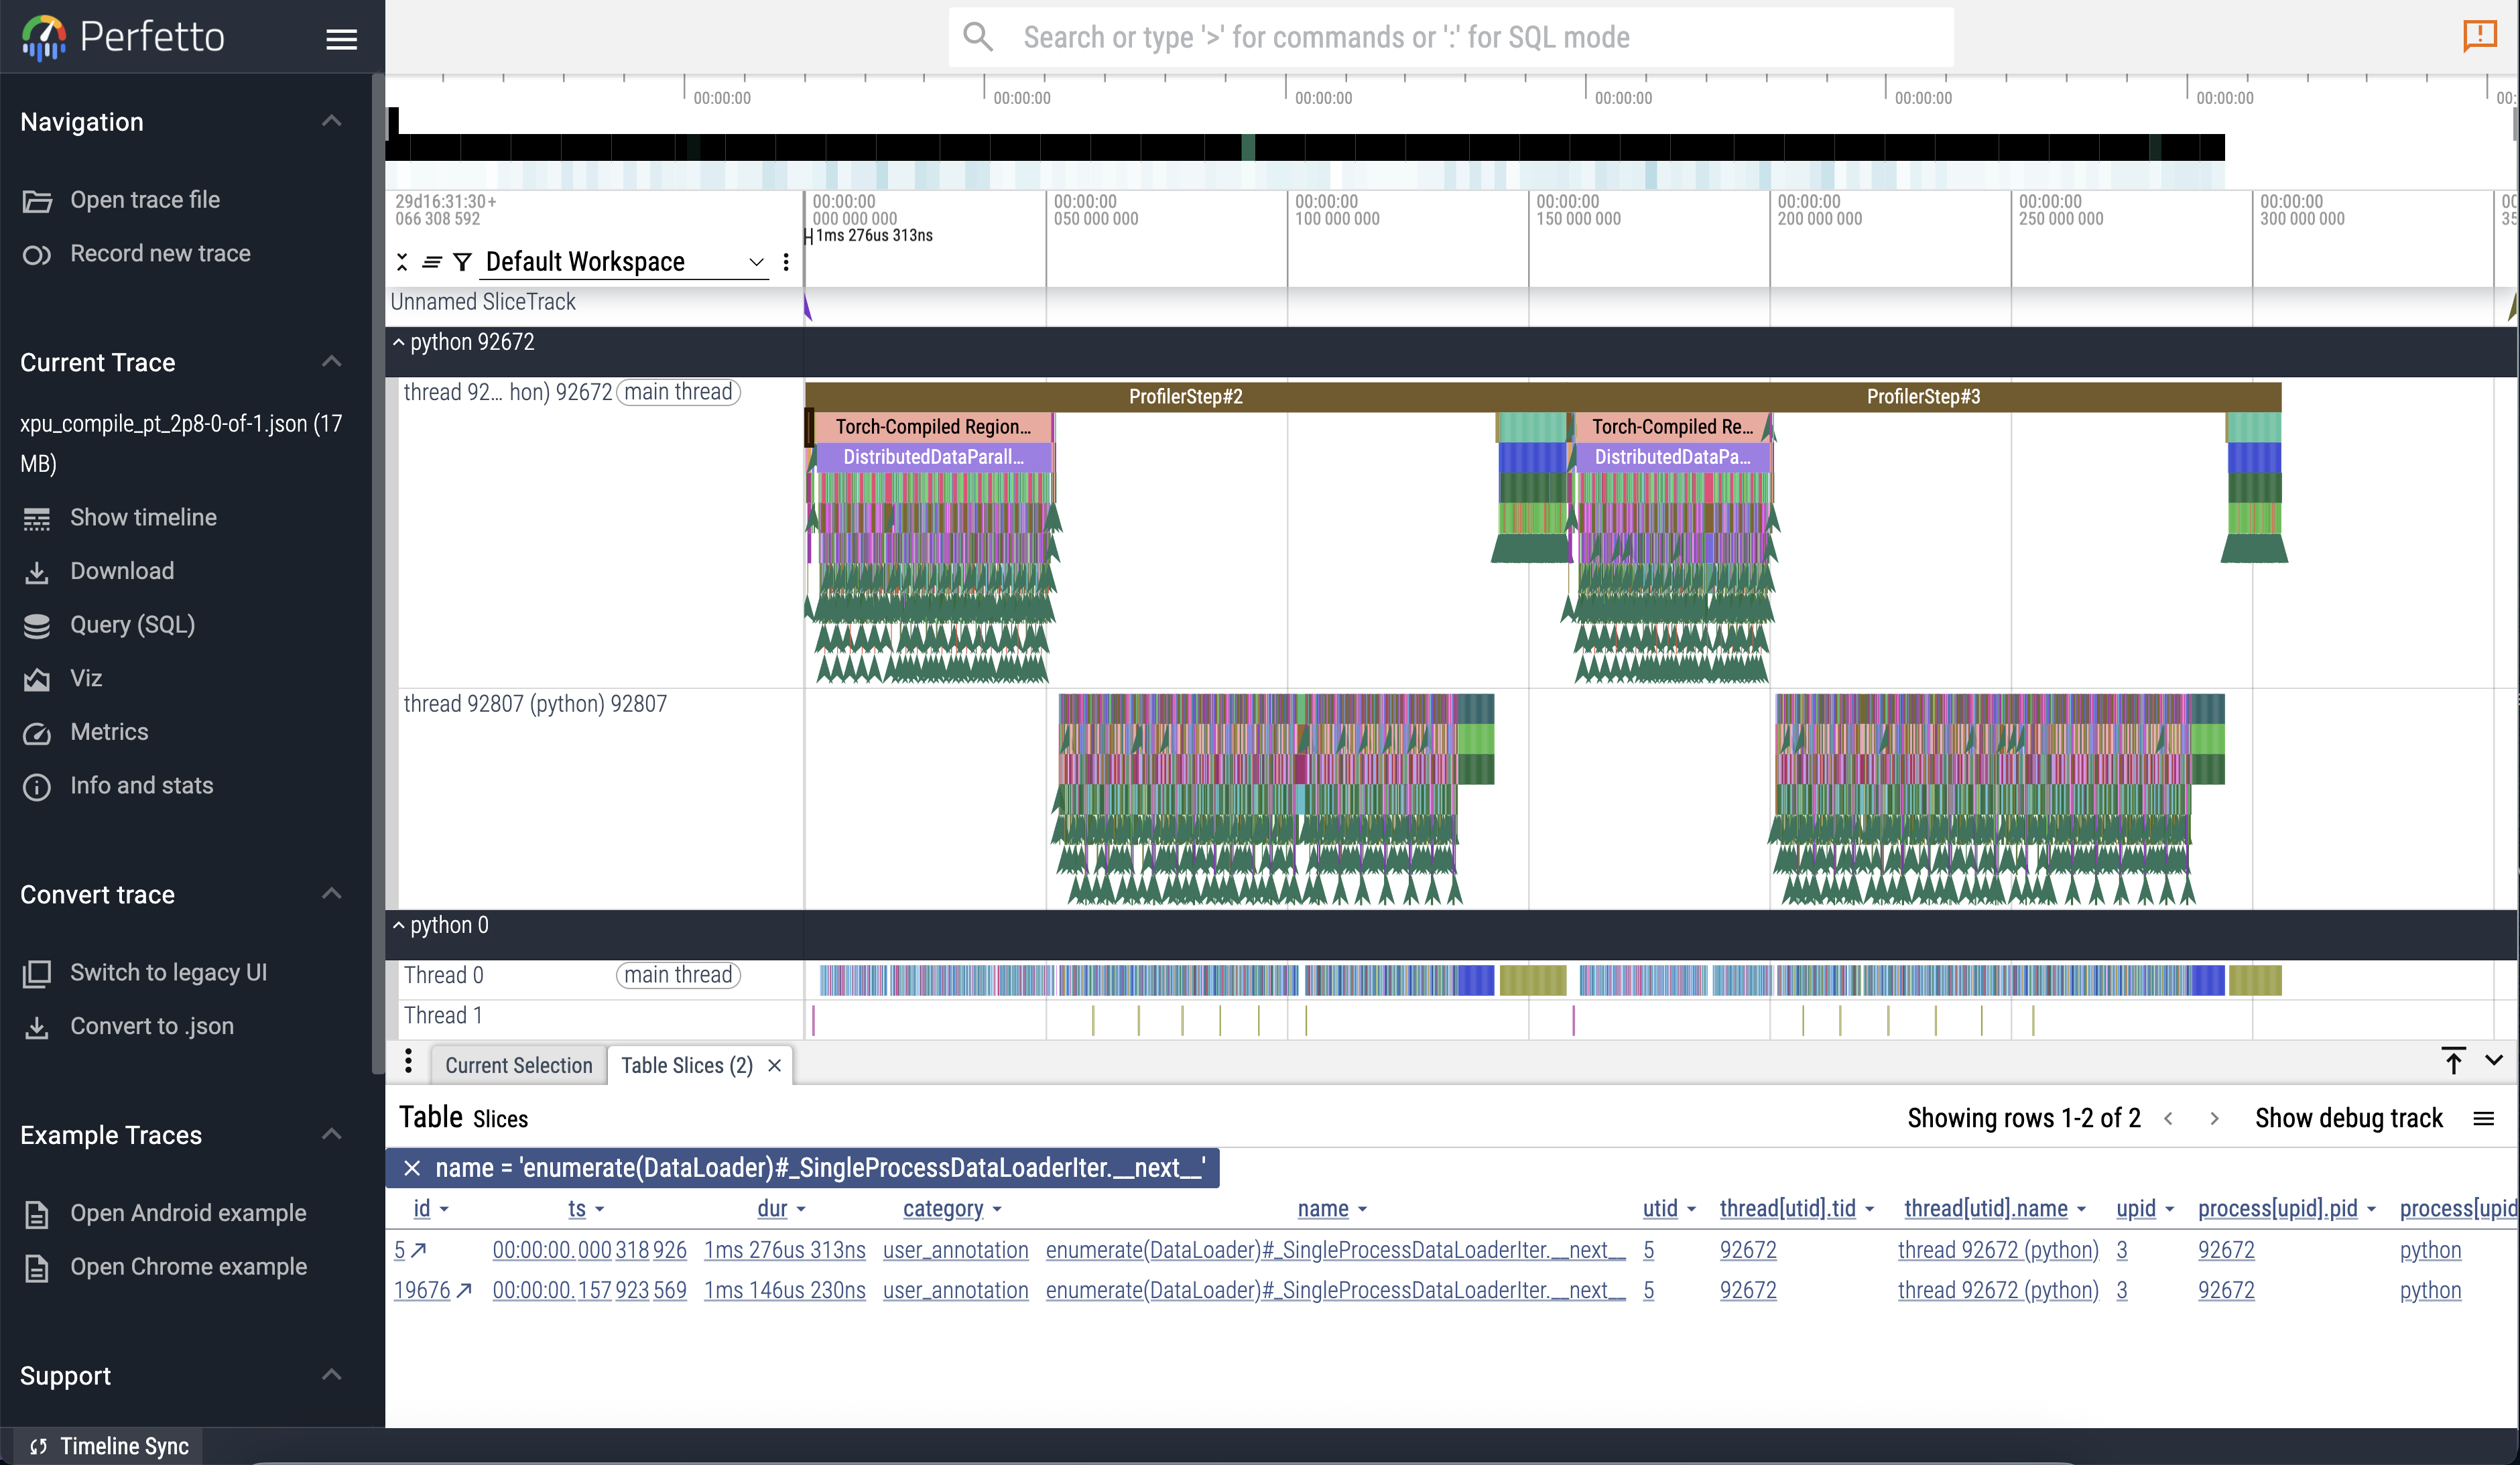 Perfetto
Search or type '>' for commands or ':' for SQL mode
Navigation
Open trace file
Record new trace
Current Trace
xpu_compile_pt_2p8-0-of-1.json (17
MB)
Show timeline
Download
Query (SQL)
Viz
Metrics
Info and stats
Convert trace
Switch to legacy UI
Convert to .json
Example Traces
Open Android example
Open Chrome example
Support
Timeline Sync
00:00:00 00:00:00 00:00:00 00:00:00 00:00:00 00:00:00 00:
29d16:31:30+ 00:00:00 00:00:00 00:00:00 00:00:00 00:00:00 00:00:00 00:00:00 00
066 308 592 000 000 000 050 000 000 100 000 000 150 000 000 200 000 000 250 000 000 300 000 000 35
1ms 276us 313ns
Default Workspace
Unnamed SliceTrack
python 92672
thread 92... hon) 92672 main thread
ProfilerStep#2 ProfilerStep#3
Torch-Compiled Region... Torch-Compiled Re...
DistributedDataParall... DistributedDataPa...
thread 92807 (python) 92807
python 0
Thread 0 main thread
Thread 1
Current Selection Table Slices (2)
Table Slices Showing rows 1-2 of 2 Show debug track
name = 'enumerate(DataLoader)#_SingleProcessDataLoaderIter.__next__'
id ts dur category name utid thread[utid].tid thread[utid].name upid process[upid].pid process[upid
5 00:00:00.000 318 926 1ms 276us 313ns user_annotation enumerate(DataLoader)#_SingleProcessDataLoaderIter.__next__ 5 92672 thread 92672 (python) 3 92672 python
19676 00:00:00.157 923 569 1ms 146us 230ns user_annotation enumerate(DataLoader)#_SingleProcessDataLoaderIter.__next__ 5 92672 thread 92672 (python) 3 92672 python